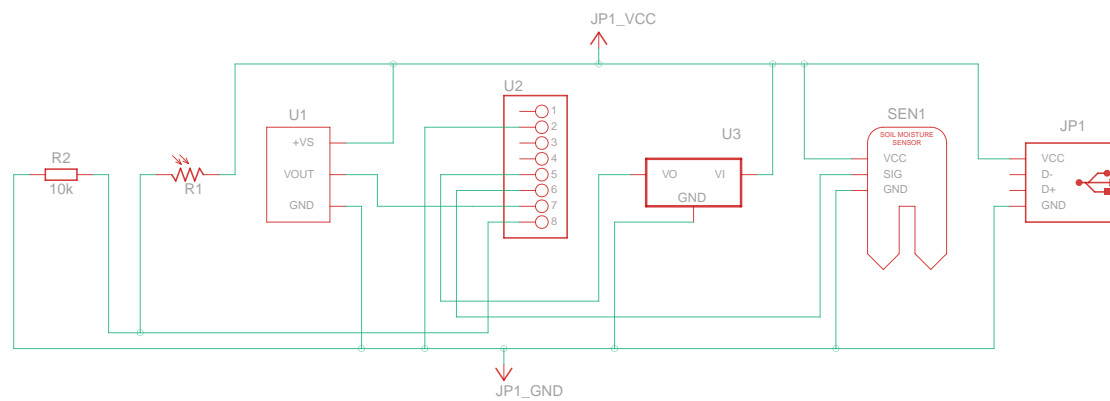 JP1_VCC
R2
10k
R1
U1
+VS
VOUT
GND
U2
1
2
3
4
5
6
7
8
U3
VO
VI
GND
SEN1
SOIL MOISTURE
SENSOR
VCC
SIG
GND
JP1
VCC
D-
D+
GND
JP1_GND